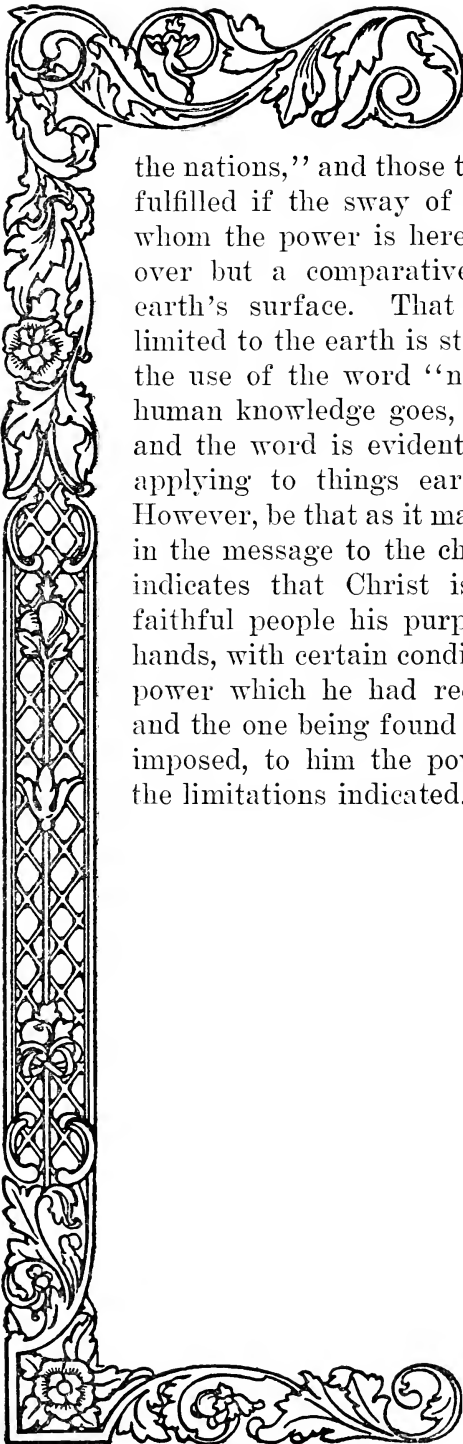 the nations,'' and those t
fulfilled if the sway of
whom the power is here
over but a comparative
earth's surface. That
limited to the earth is st
the use of the word ''n
human knowledge goes,
and the word is evident
applying to things ear
However, be that as it ma
in the message to the ch
indicates that Christ is
faithful people his purp
hands, with certain condi
power which he had re
and the one being found
imposed, to him the po
the limitations indicated.